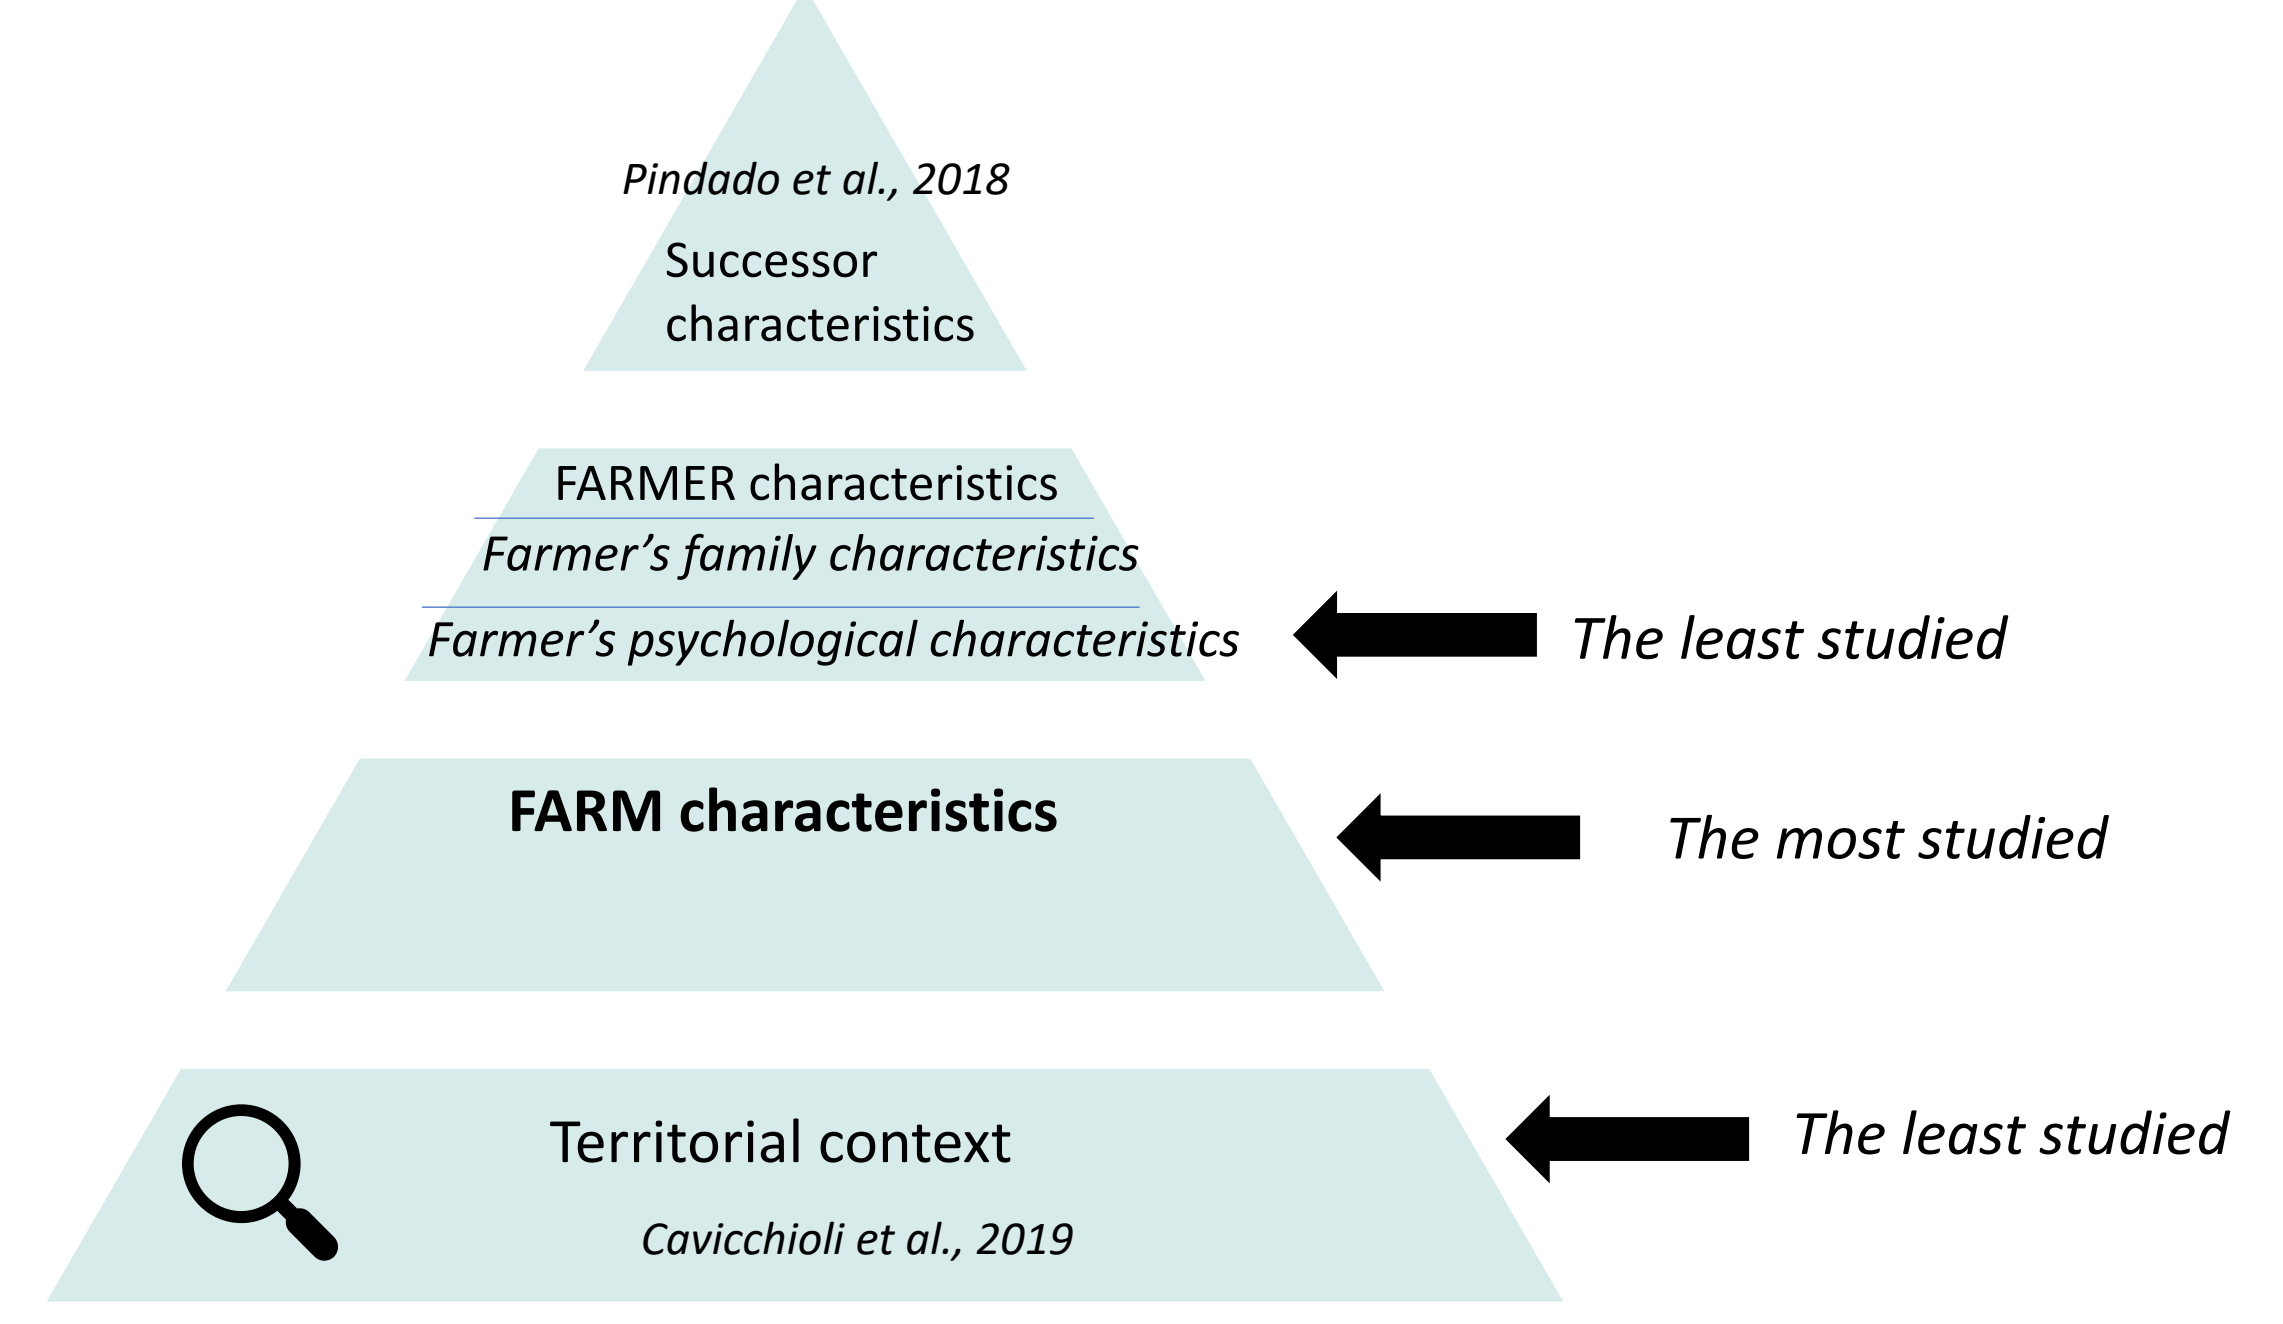 Pindado et al., 2018
Successor
characteristics
FARMER characteristics
Farmer’s family characteristics
Farmer’s psychological characteristics
The least studied
FARM characteristics
The most studied
Territorial context
The least studied
Cavicchioli et al., 2019